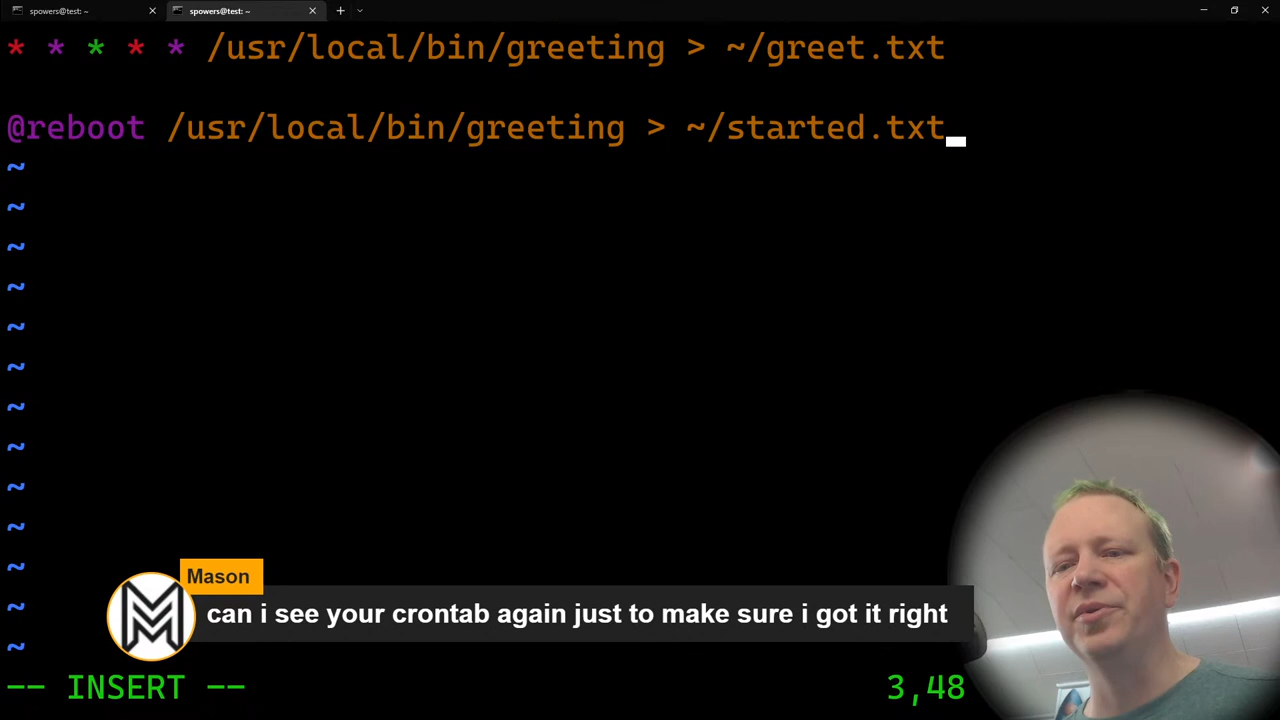 spowers@test: ~
spowers@test: ~
* * * * * /usr/local/bin/greeting > ~/greet.txt
@reboot /usr/local/bin/greeting > ~/started.txt
~
~
~
~
~
~
~
~
~
~
~
~
~
Mason
M
can i see your crontab again just to make sure i got it right
-- INSERT --
3,48